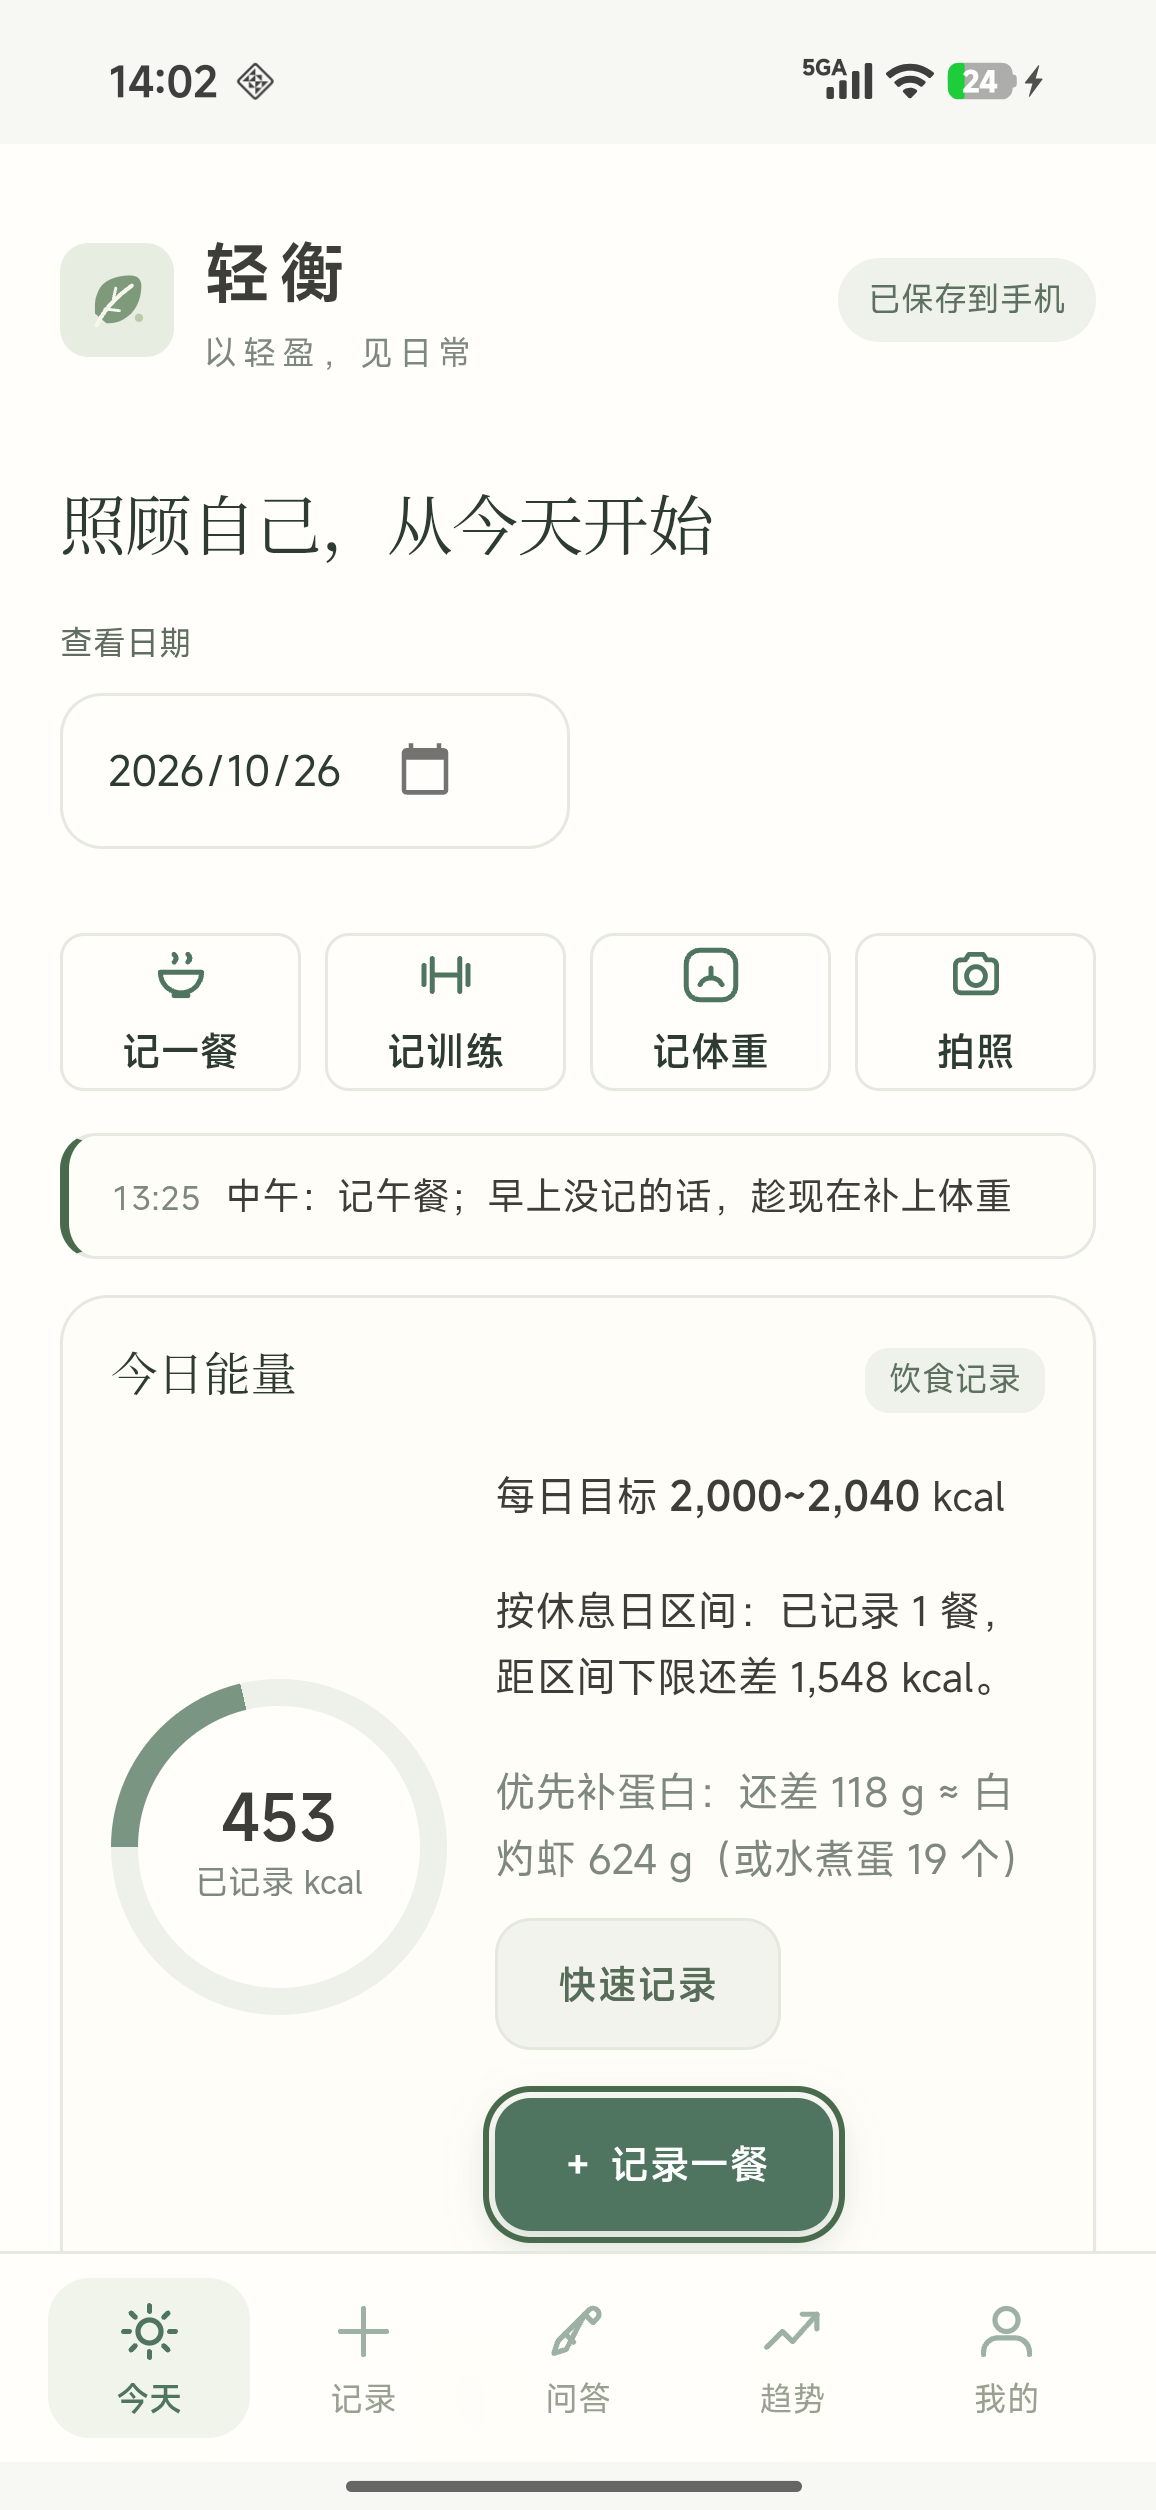 14:02
5GA
24
轻衡
以轻盈，见日常
已保存到手机
照顾自己，从今天开始
查看日期
2026/10/26
记一餐
记训练
记体重
拍照
13:25 中午：记午餐；早上没记的话，趁现在补上体重
今日能量
饮食记录
每日目标 2,000~2,040 kcal
按休息日区间：已记录 1 餐，
距区间下限还差 1,548 kcal。
453
已记录 kcal
优先补蛋白：还差 118 g ≈ 白
灼虾 624 g（或水煮蛋 19 个）
快速记录
+ 记录一餐
今天
记录
问答
趋势
我的